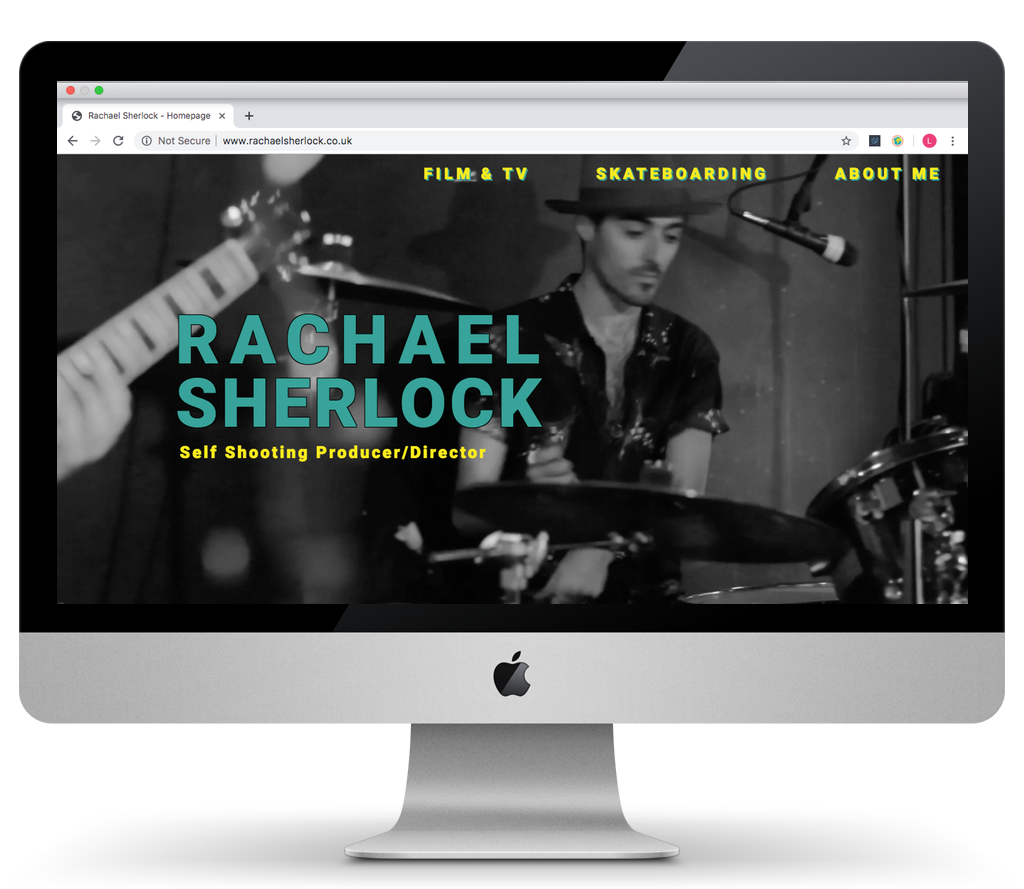 Rachael Sherlock - Homepage
Not Secure
www.rachaelsherlock.co.uk
L
FILM & TV
SKATEBOARDING
ABOUT ME
RACHAEL
SHERLOCK
Self Shooting Producer/Director